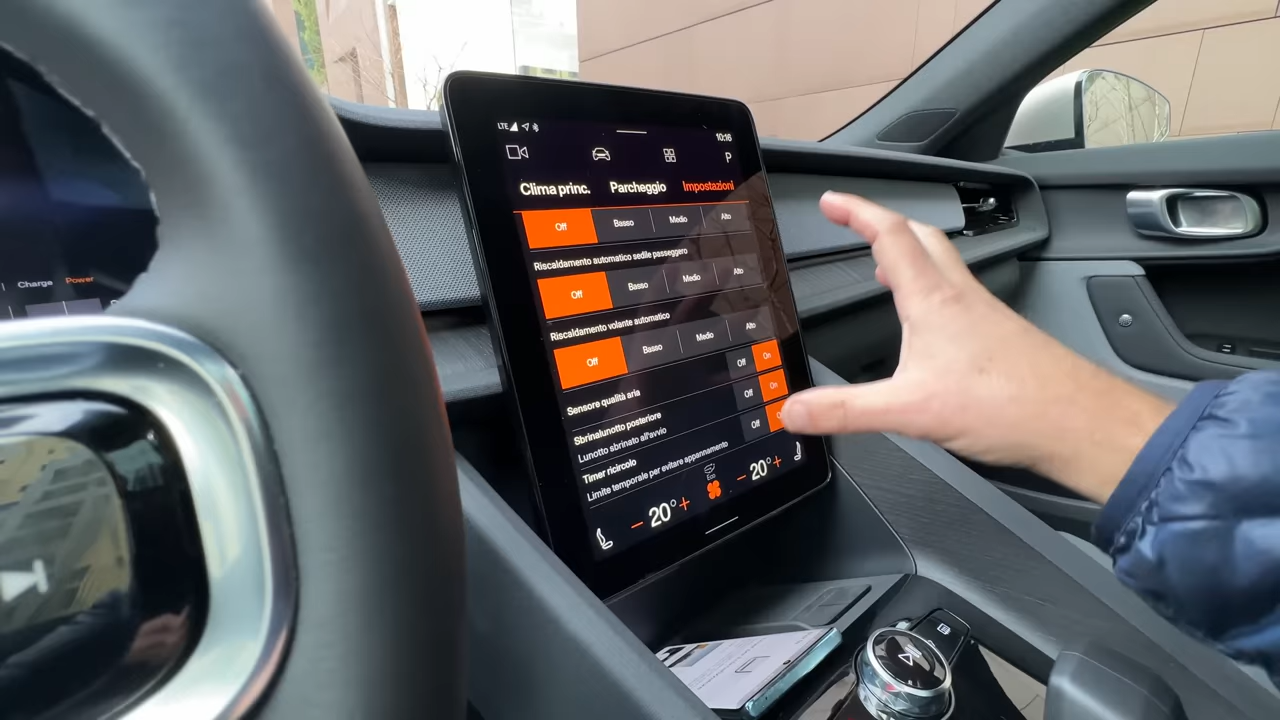 LTE 10:16
P
Clima princ. Parcheggio Impostazioni
Off Basso Medio Alto
Riscaldamento automatico sedile passeggero
Off Basso Medio Alto
Riscaldamento volante automatico
Off Basso Medio Alto
Sensore qualità aria Off On
Sbrinalunotto posteriore Off On
Lunotto sbrinato all'avvio
Timer ricircolo Off
Limite temporale per evitare appannamento
Eco
− 20° + − 20° +
Charge Power